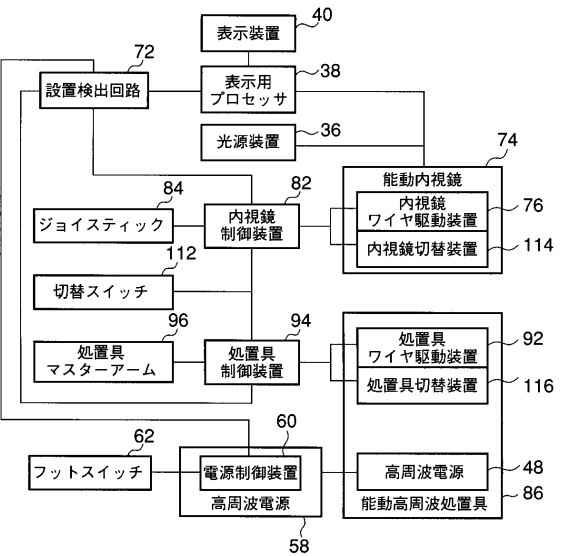 表示装置
40
72
設置検出回路
表示用
プロセッサ
38
光源装置
36
74
能動内視鏡
84
ジョイスティック
82
内視鏡
制御装置
内視鏡
ワイヤ駆動装置
76
内視鏡切替装置
114
112
切替スイッチ
96
処置具
マスターアーム
94
処置具
制御装置
処置具
ワイヤ駆動装置
92
処置具切替装置
116
62
フットスイッチ
60
電源制御装置
高周波電源
58
高周波電源
48
能動高周波処置具
86